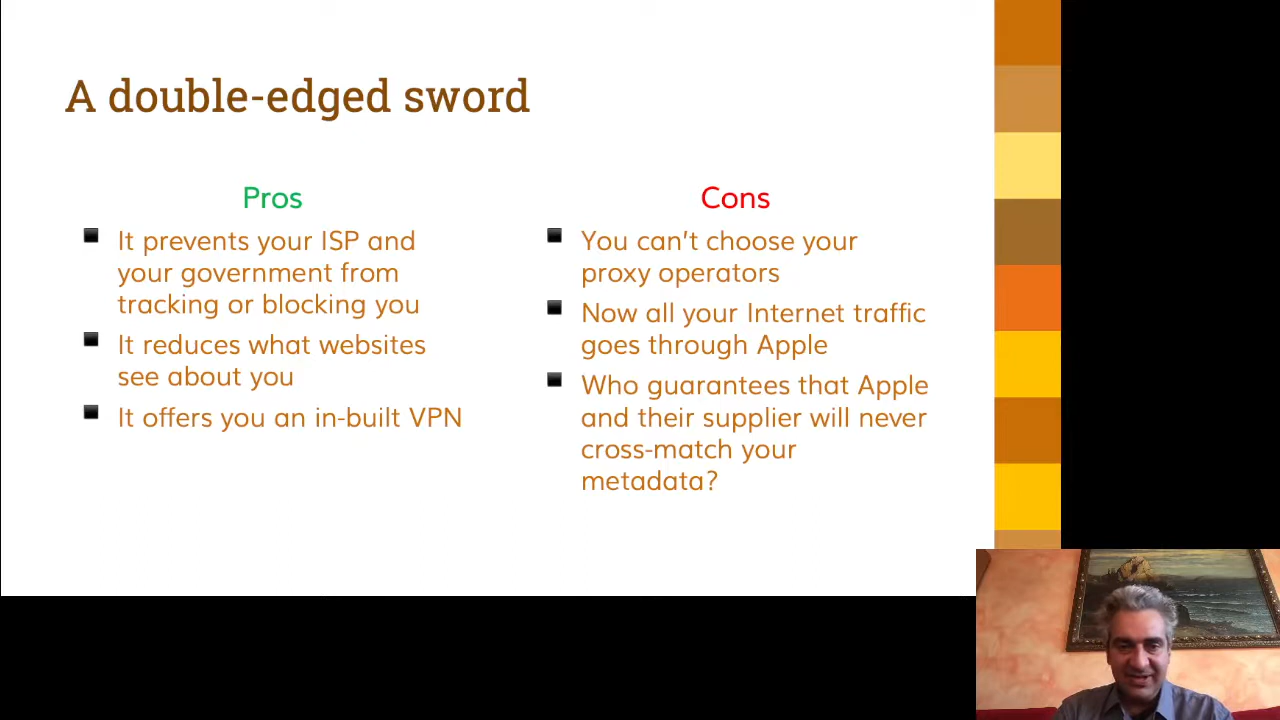 A double-edged sword
Pros
It prevents your ISP and
your government from
tracking or blocking you
It reduces what websites
see about you
It offers you an in-built VPN
Cons
You can't choose your
proxy operators
Now all your Internet traffic
goes through Apple
Who guarantees that Apple
and their supplier will never
cross-match your
metadata?